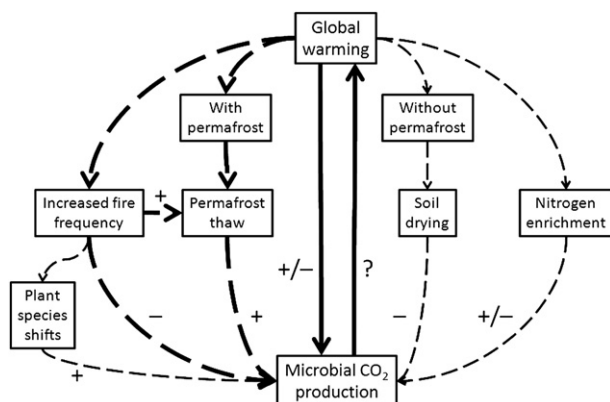 Global
warming
With
permafrost
Without
permafrost
Increased fire
frequency
+
Permafrost
thaw
Soil
drying
Nitrogen
enrichment
+/−
?
Plant
species
shifts
−
+
−
+/−
+
Microbial CO₂
production